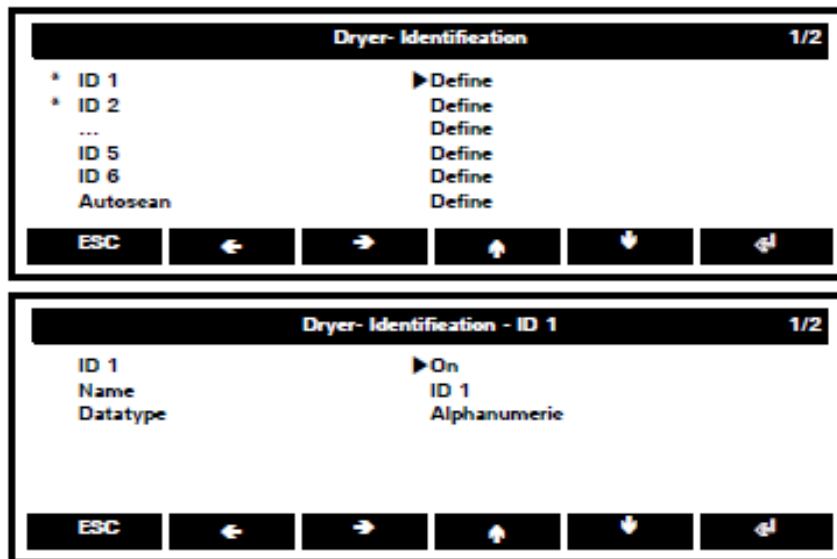 Dryer- Identifieation 1/2
* ID 1 ▶Define
* ID 2 Define
... Define
ID 5 Define
ID 6 Define
Autosean Define
ESC ← → ↑ ↓ ↵
Dryer- Identifieation - ID 1 1/2
ID 1 ▶On
Name ID 1
Datatype Alphanumerie
ESC ← → ↑ ↓ ↵